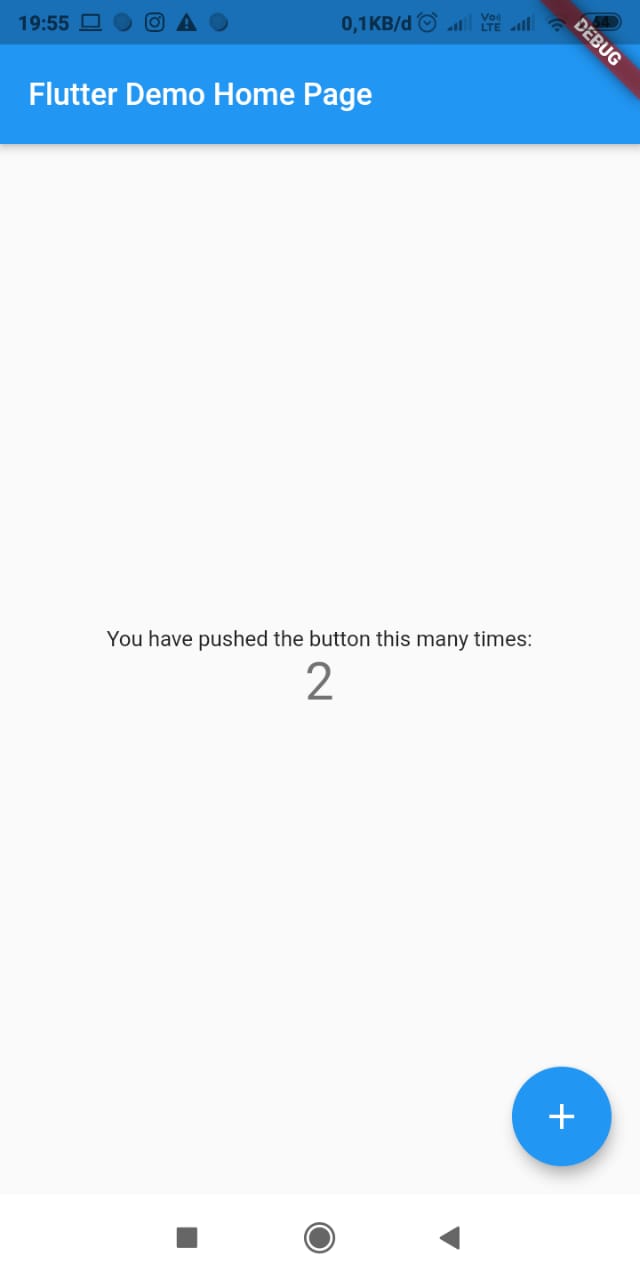 19:55
0,1KB/d
Vo
LTE
64
DEBUG
Flutter Demo Home Page
You have pushed the button this many times:
2
+